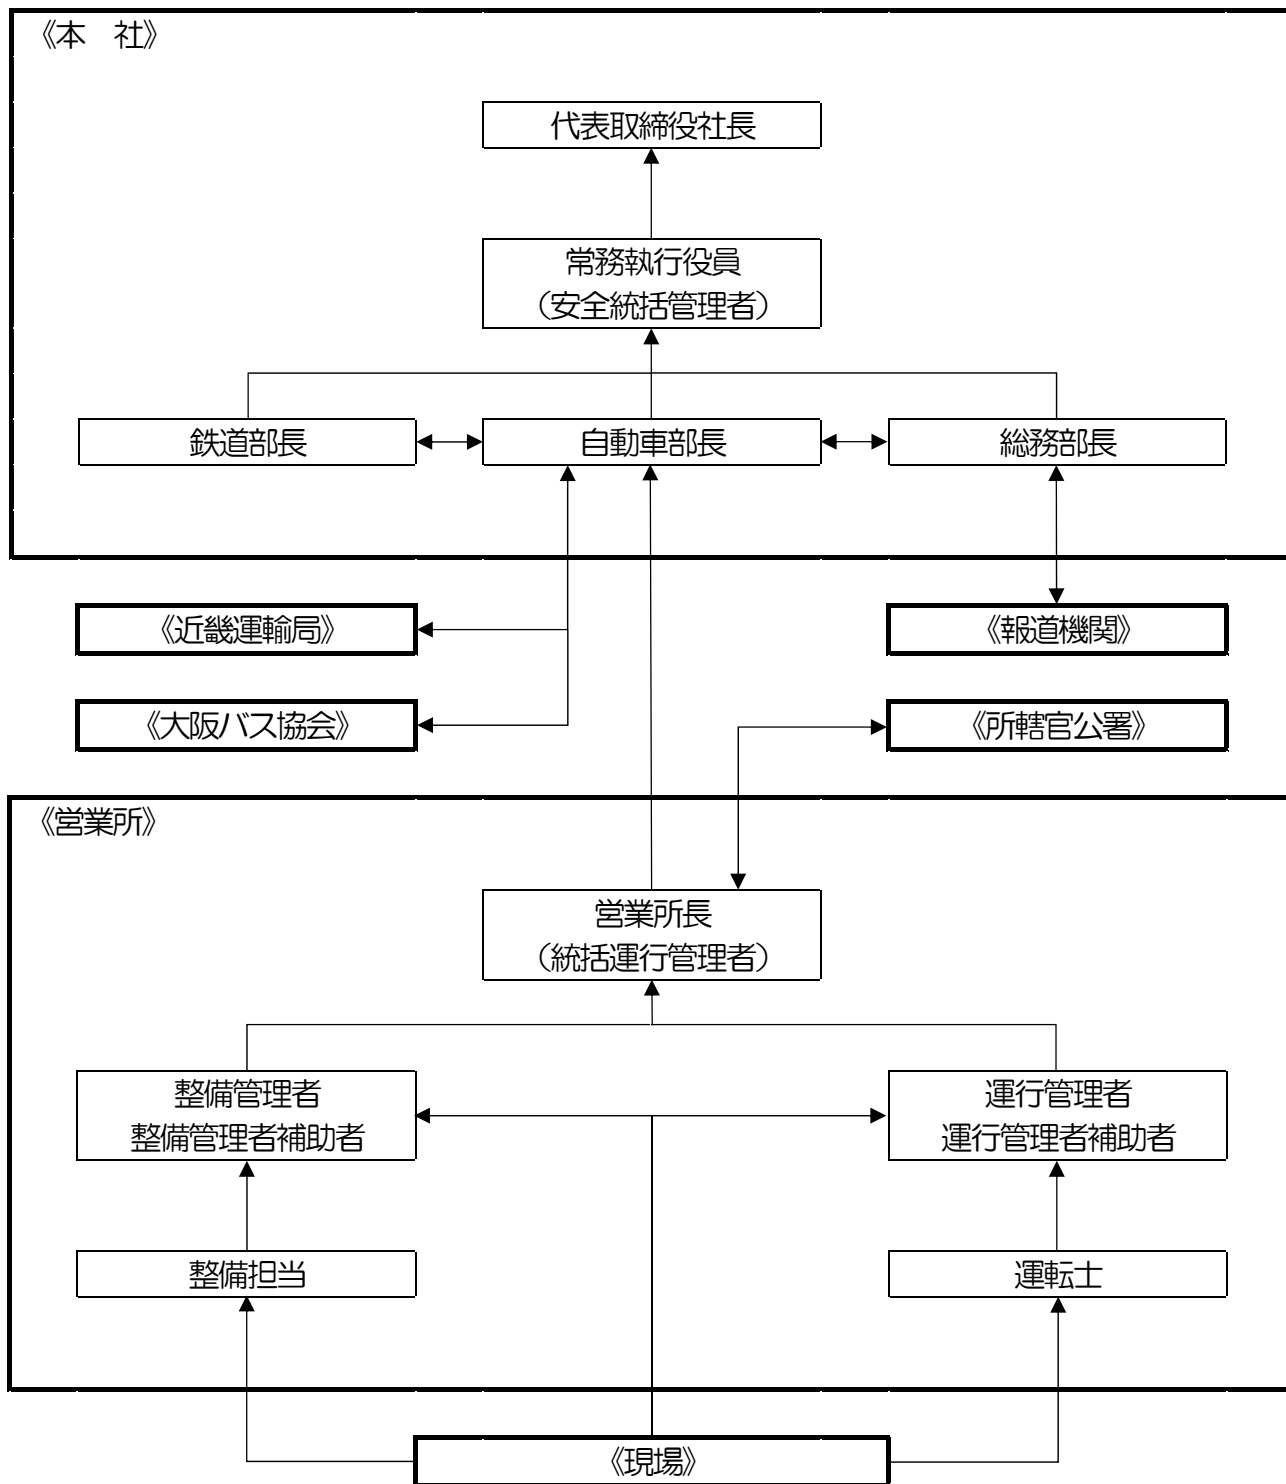 《本　社》
代表取締役社長
常務執行役員
（安全統括管理者）
鉄道部長
自動車部長
総務部長
《近畿運輸局》
《報道機関》
《大阪バス協会》
《所轄官公署》
《営業所》
営業所長
（統括運行管理者）
整備管理者
整備管理者補助者
運行管理者
運行管理者補助者
整備担当
運転士
《現場》